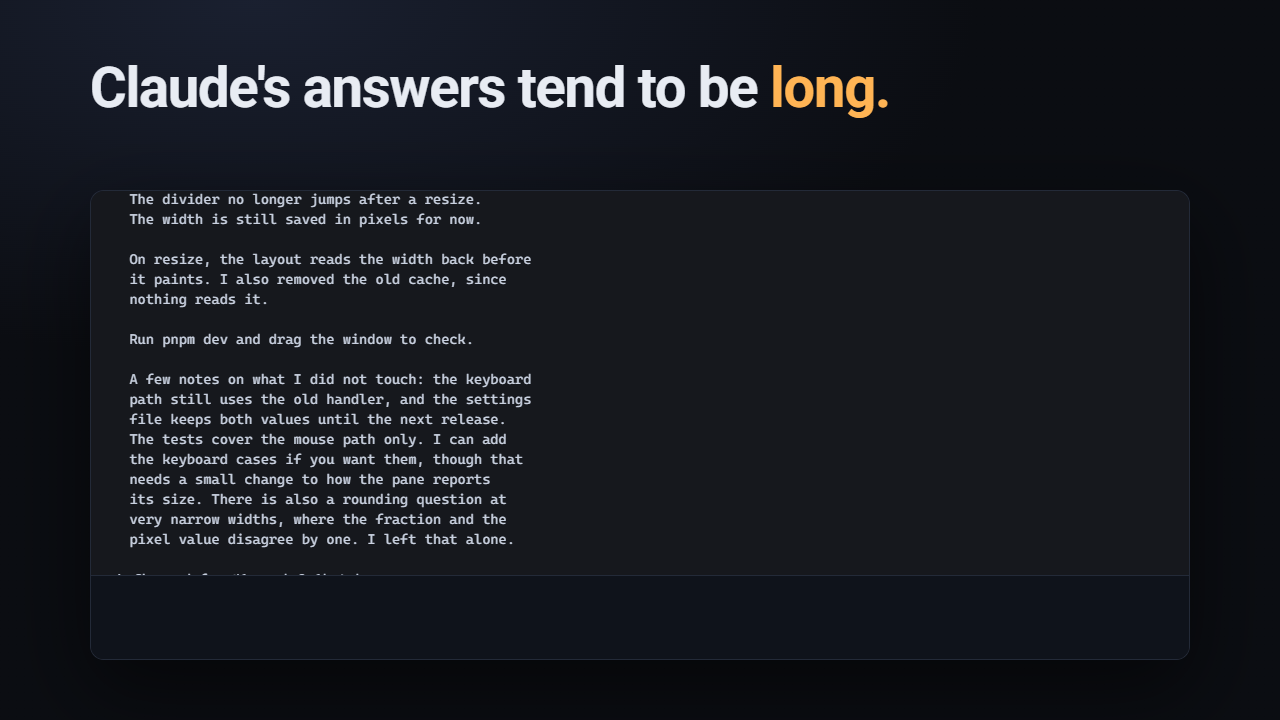 Claude's answers tend to be long.
The divider no longer jumps after a resize.
The width is still saved in pixels for now.
On resize, the layout reads the width back before
it paints. I also removed the old cache, since
nothing reads it.
Run pnpm dev and drag the window to check.
A few notes on what I did not touch: the keyboard
path still uses the old handler, and the settings
file keeps both values until the next release.
The tests cover the mouse path only. I can add
the keyboard cases if you want them, though that
needs a small change to how the pane reports
its size. There is also a rounding question at
very narrow widths, where the fraction and the
pixel value disagree by one. I left that alone.